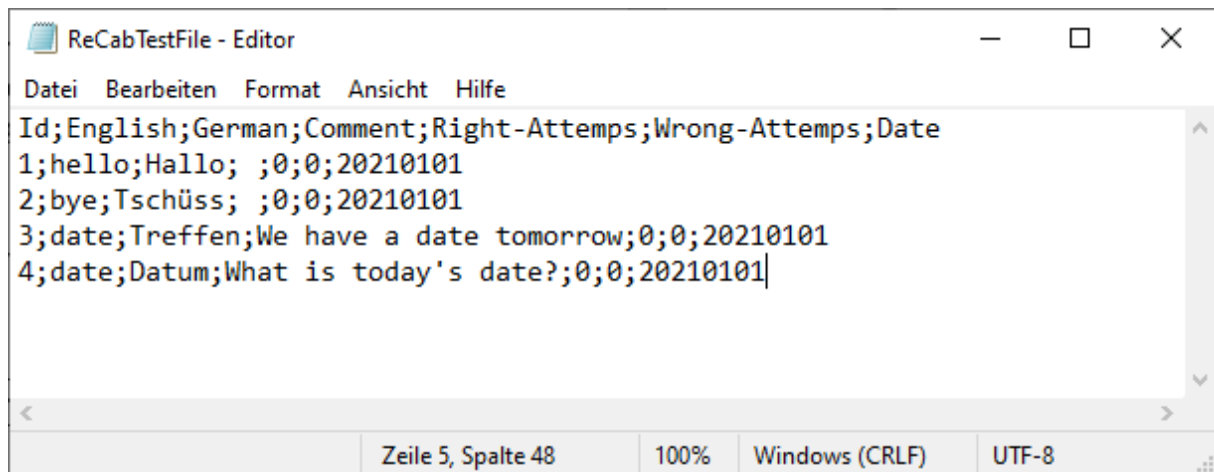 ReCabTestFile - Editor
Datei Bearbeiten Format Ansicht Hilfe
Id;English;German;Comment;Right-Attemps;Wrong-Attemps;Date
1;hello;Hallo; ;0;0;20210101
2;bye;Tschüss; ;0;0;20210101
3;date;Treffen;We have a date tomorrow;0;0;20210101
4;date;Datum;What is today's date?;0;0;20210101
Zeile 5, Spalte 48 100% Windows (CRLF) UTF-8